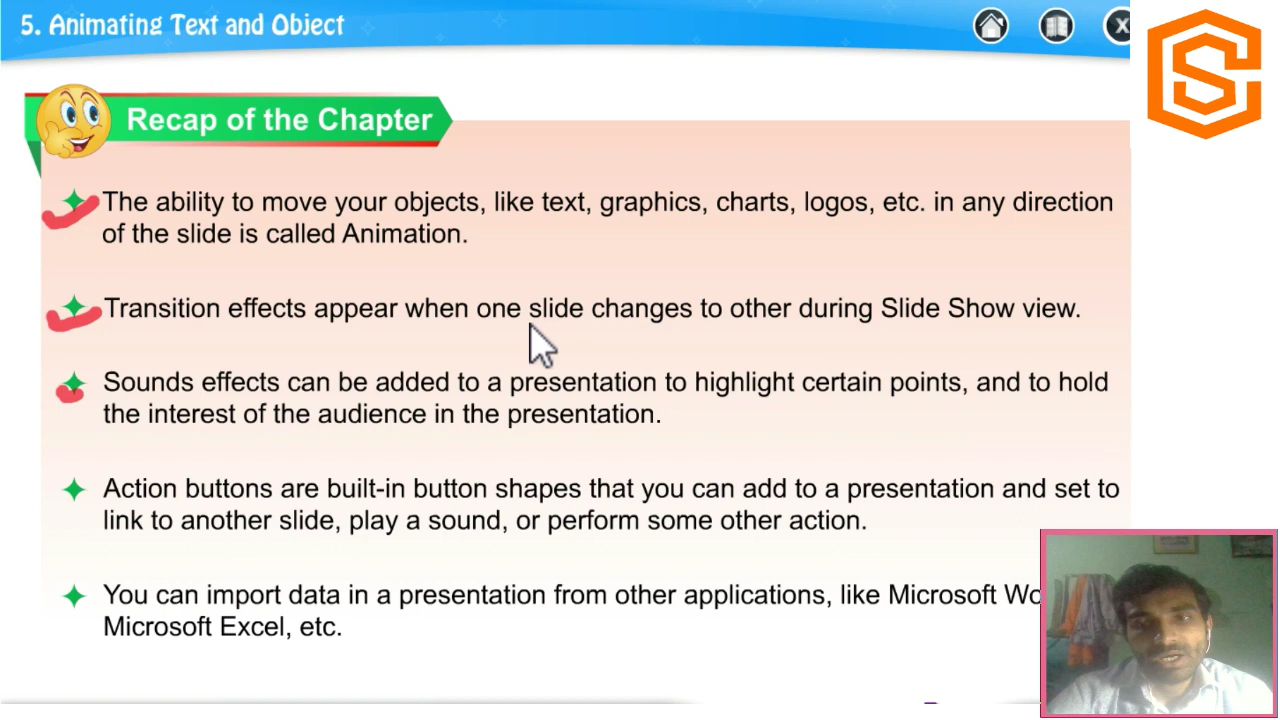 5. Animating Text and Object
X
Recap of the Chapter
The ability to move your objects, like text, graphics, charts, logos, etc. in any direction
of the slide is called Animation.
Transition effects appear when one slide changes to other during Slide Show view.
Sounds effects can be added to a presentation to highlight certain points, and to hold
the interest of the audience in the presentation.
Action buttons are built-in button shapes that you can add to a presentation and set to
link to another slide, play a sound, or perform some other action.
You can import data in a presentation from other applications, like Microsoft
Microsoft Excel, etc.